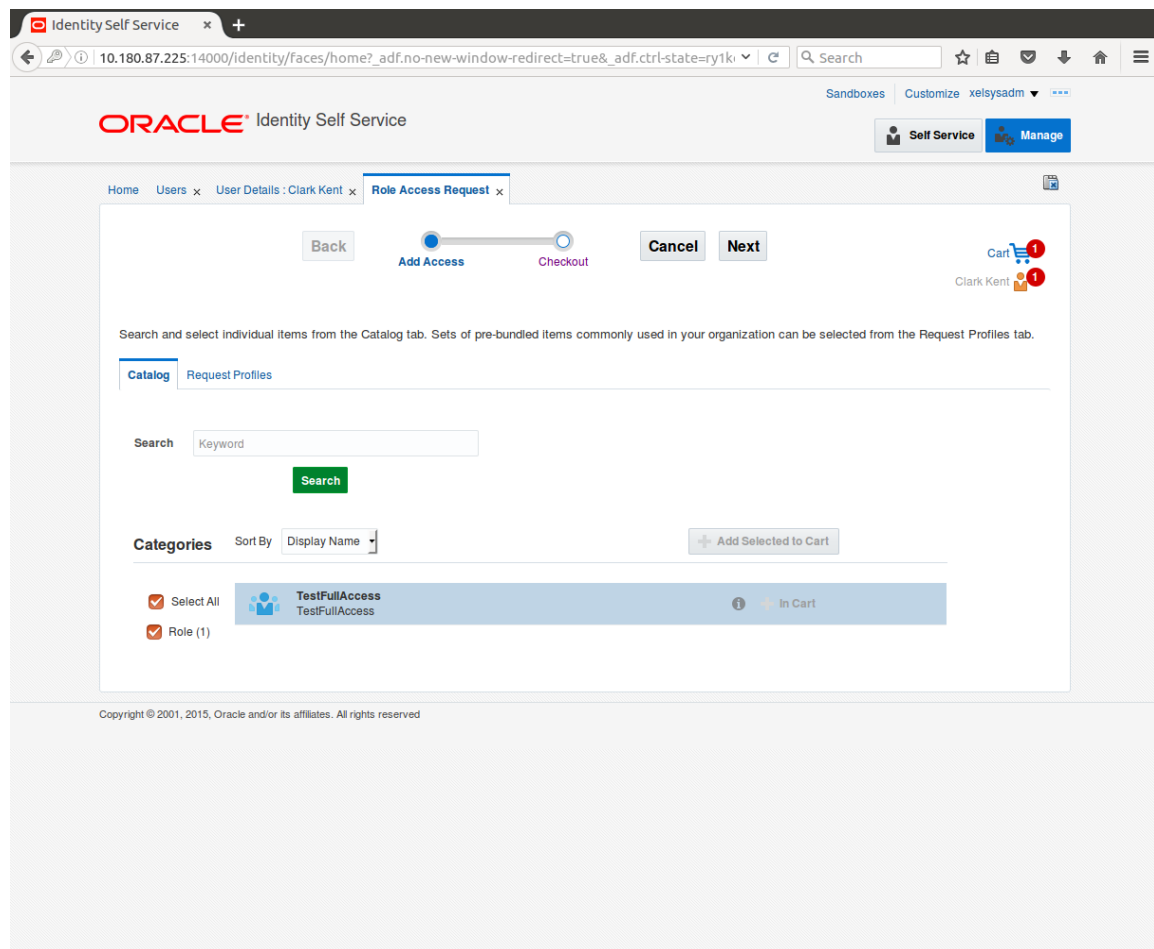 Identity Self Service × +
10.180.87.225:14000/identity/faces/home?_adf.no-new-window-redirect=true&_adf.ctrl-state=ry1k Search
Sandboxes Customize xelsysadm
ORACLE® Identity Self Service
Self Service Manage
Home Users x User Details : Clark Kent x Role Access Request x
Back Cancel Next
Add Access Checkout
Cart 1
Clark Kent 1
Search and select individual items from the Catalog tab. Sets of pre-bundled items commonly used in your organization can be selected from the Request Profiles tab.
Catalog Request Profiles
Search Keyword
Search
Categories Sort By Display Name Add Selected to Cart
Select All TestFullAccess
TestFullAccess
In Cart
Role (1)
Copyright © 2001, 2015, Oracle and/or its affiliates. All rights reserved